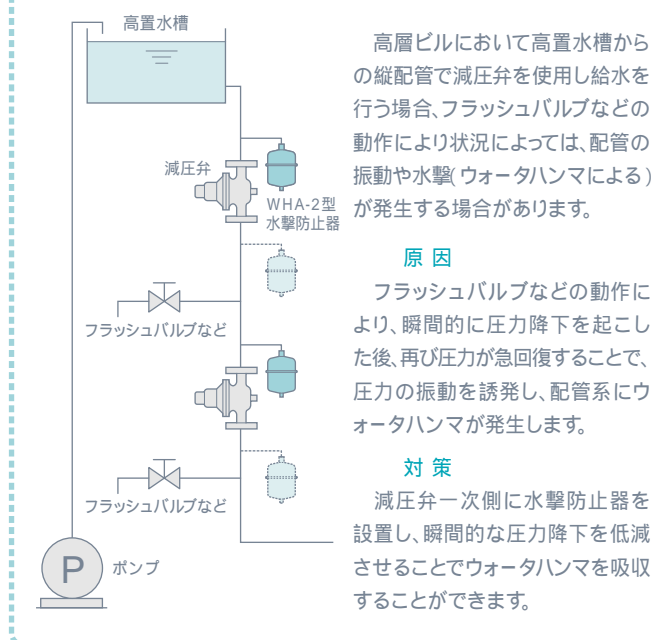 高置水槽
減圧弁
WHA-2型
水撃防止器
フラッシュバルブなど
フラッシュバルブなど
P
ポンプ
高層ビルにおいて高置水槽から
の縦配管で減圧弁を使用し給水を
行う場合、フラッシュバルブなどの
動作により状況によっては、配管の
振動や水撃(ウォータハンマによる)
が発生する場合があります。
原因
フラッシュバルブなどの動作に
より、瞬間的に圧力降下を起こし
た後、再び圧力が急回復することで、
圧力の振動を誘発し、配管系にウ
ォータハンマが発生します。
対策
減圧弁一次側に水撃防止器を
設置し、瞬間的な圧力降下を低減
させることでウォータハンマを吸収
することができます。